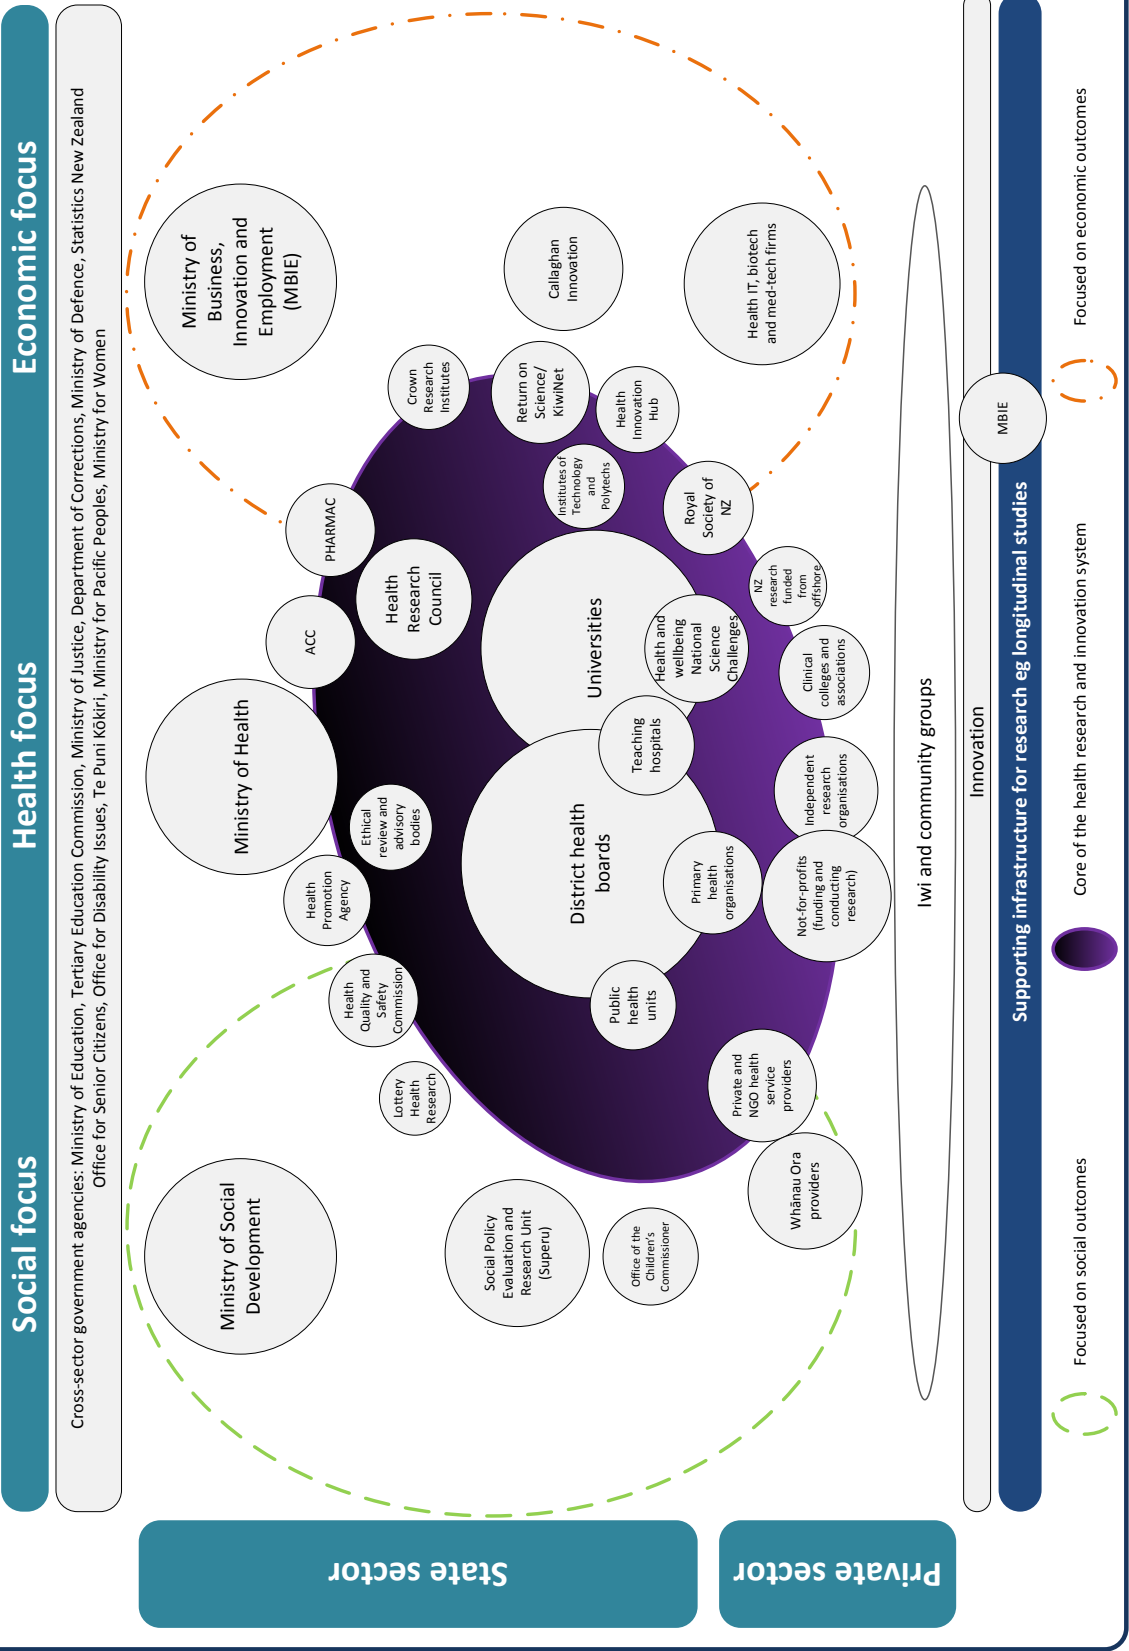 Social focus
Health focus
Economic focus
Cross-sector government agencies: Ministry of Education, Tertiary Education Commission, Ministry of Justice, Department of Corrections, Ministry of Defence, Statistics New Zealand
Office for Senior Citizens, Office for Disability Issues, Te Puni Kōkiri, Ministry for Pacific Peoples, Ministry for Women
State sector
Private sector
Ministry of Social
Development
Ministry of Health
Ministry of
Business,
Innovation and
Employment
(MBIE)
ACC
PHARMAC
Health
Promotion
Agency
Health
Quality and
Safety
Commission
Lottery
Health
Research
Ethical
review and
advisory
bodies
Health
Research
Council
Crown
Research
Institutes
Social Policy
Evaluation and
Research Unit
(Superu)
Office of the
Children's
Commissioner
District health
boards
Universities
Return on
Science/
KiwiNet
Callaghan
Innovation
Institutes of
Technology
and
Polytechs
Health
Innovation
Hub
Public
health
units
Teaching
hospitals
Health and
wellbeing
National
Science
Challenges
Primary
health
organisations
Royal
Society of
NZ
Health IT, biotech
and med-tech firms
Private and
NGO health
service
providers
Whānau Ora
providers
Not-for-profits
(funding and
conducting
research)
Independent
research
organisations
Clinical
colleges and
associations
NZ
research
funded
from
offshore
Iwi and community groups
Innovation
MBIE
Supporting infrastructure for research eg longitudinal studies
Focused on social outcomes
Core of the health research and innovation system
Focused on economic outcomes